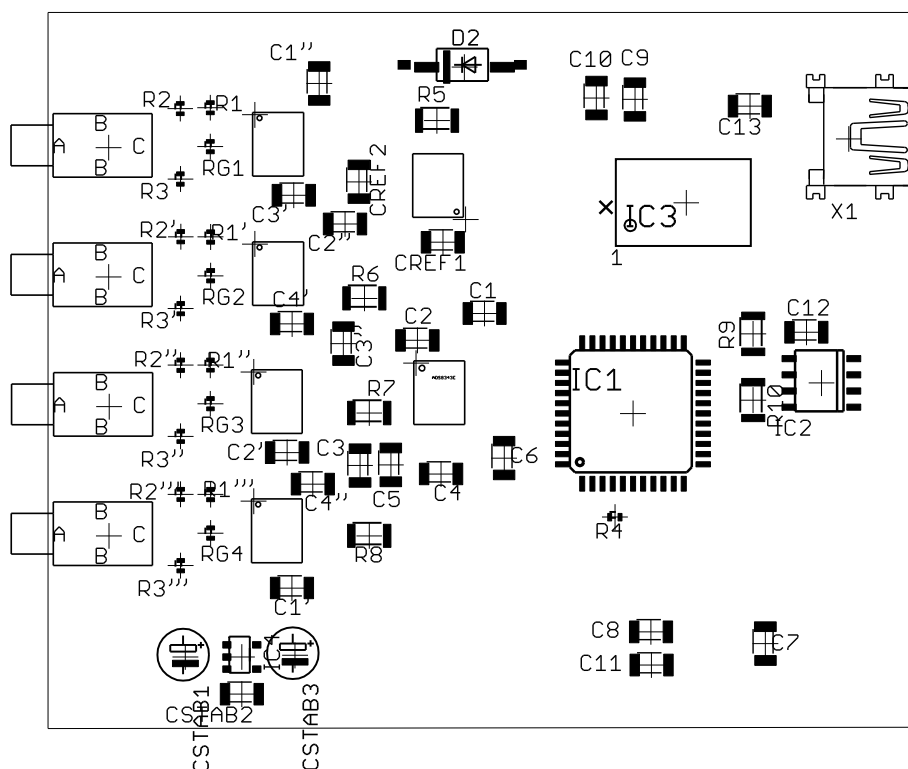 D2
C1''
C10 C9
R5
R2 R1
C13
A B C B
RG1
CREF2
R3
C3'
IC3
X1
C2''
R2' R1'
1
CREF1
A B C B
RG2
R6
C4'
C1
R3'
C12
C2
R9
C3''
R2'' R1''
IC1
ADS8343E
A B C B
R7
R10
RG3
IC2
R3''
C2'
C3
C6
C5
C4
C4''
R2''' R1'''
A B C B
R4
RG4
R8
R3'''
C1'
C8
IC4
C7
C11
CSTAB1
CSTAB2
CSTAB3